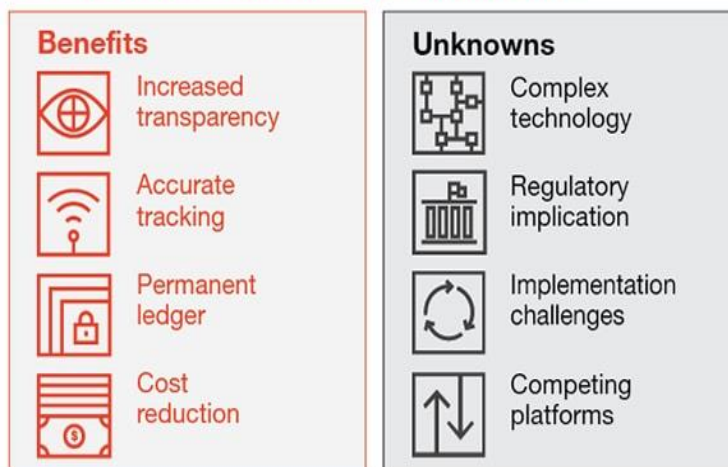 Benefits
Increased
transparency
Accurate
tracking
Permanent
ledger
$
Cost
reduction
Unknowns
Complex
technology
Regulatory
implication
Implementation
challenges
Competing
platforms